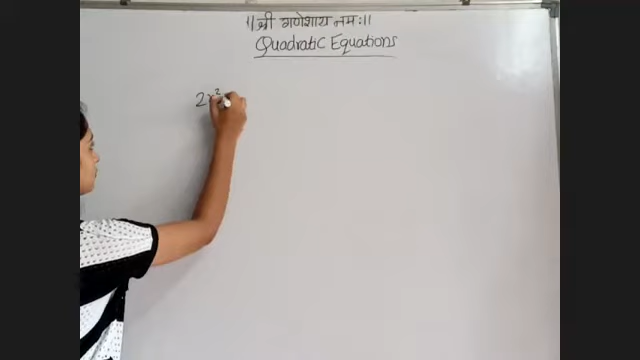 ॥ श्री गणेशाय नमः॥
Quadratic Equations
2x²